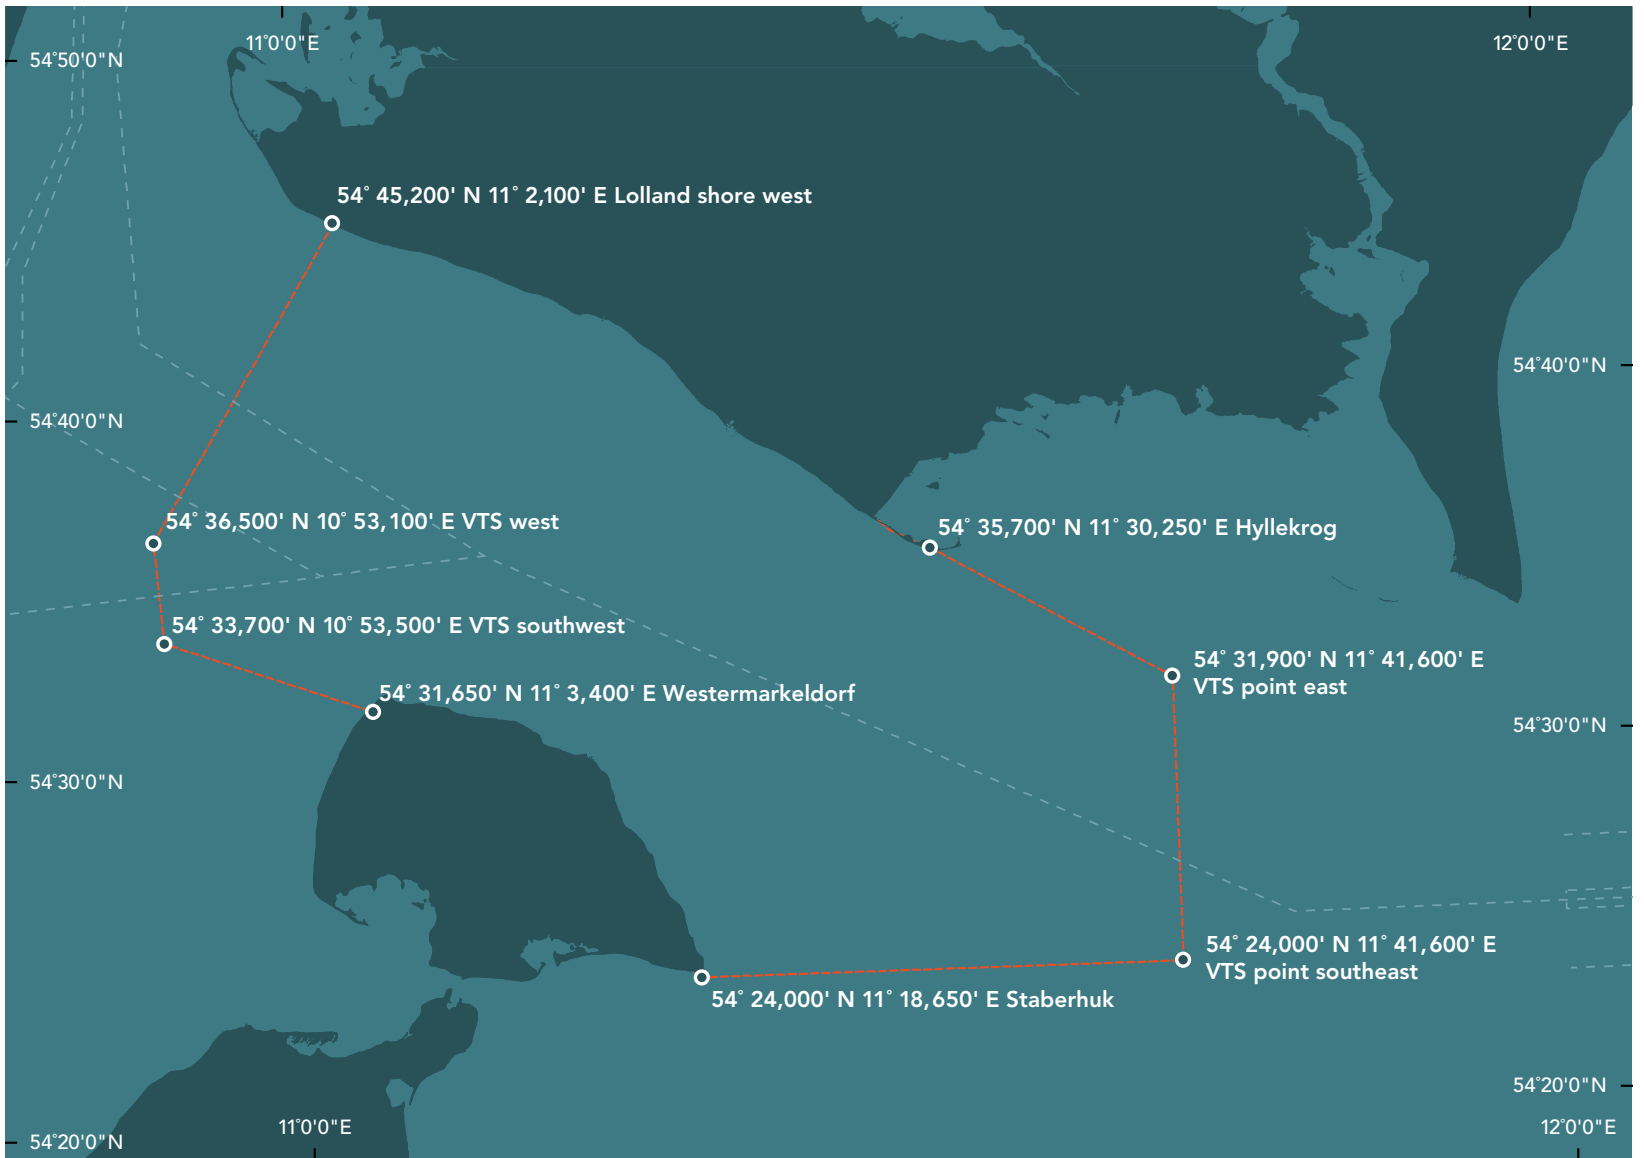 11°0'0"E
12°0'0"E
54°50'0"N
54° 45,200' N 11° 2,100' E Lolland shore west
54°40'0"N
54°40'0"N
54° 36,500' N 10° 53,100' E VTS west
54° 35,700' N 11° 30,250' E Hyllekrog
54° 33,700' N 10° 53,500' E VTS southwest
54° 31,900' N 11° 41,600' E
VTS point east
54° 31,650' N 11° 3,400' E Westermarkeldorf
54°30'0"N
54°30'0"N
54° 24,000' N 11° 41,600' E
VTS point southeast
54° 24,000' N 11° 18,650' E Staberhuk
54°20'0"N
11°0'0"E
12°0'0"E
54°20'0"N